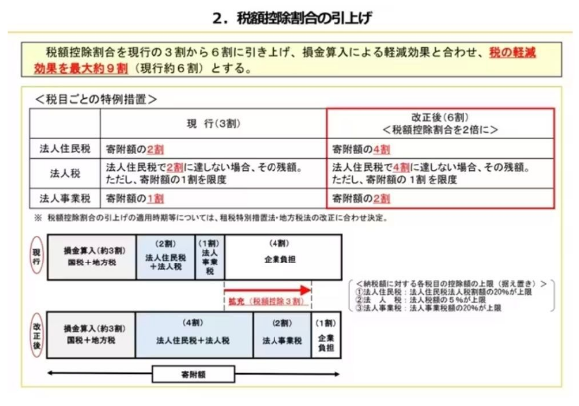 ２．税額控除割合の引上げ
税額控除割合を現行の３割から６割に引き上げ、損金算入による軽減効果と合わせ、税の軽減
効果を最大約９割（現行約６割）とする。
＜税目ごとの特例措置＞
現 行（３割）
改正後（６割）
＜税額控除割合を２倍に＞
法人住民税
寄附額の２割
寄附額の４割
法人税
法人住民税で２割に達しない場合、その残額。
ただし、寄附額の１割を限度
法人住民税で４割に達しない場合、その残額。
ただし、寄附額の１割を限度
法人事業税
寄附額の１割
寄附額の２割
※ 税額控除割合の引上げの適用時期等については、租税特別措置法・地方税法の改正に合わせ決定。
現行
損金算入（約３割）
国税＋地方税
（２割）
法人住民税
＋法人税
（１割）
法人
事業
税
（４割）
企業負担
拡充（税額控除３割）
＜納税額に対する各税目の控除額の上限（据え置き）＞
①法人住民税：法人住民税法人税割額の20％が上限
②法 人 税：法人税額の５％が上限
③法人事業税：法人事業税額の20％が上限
改正後
損金算入（約３割）
国税＋地方税
（４割）
法人住民税＋法人税
（２割）
法人事業税
（１割）
企業
負担
寄附額